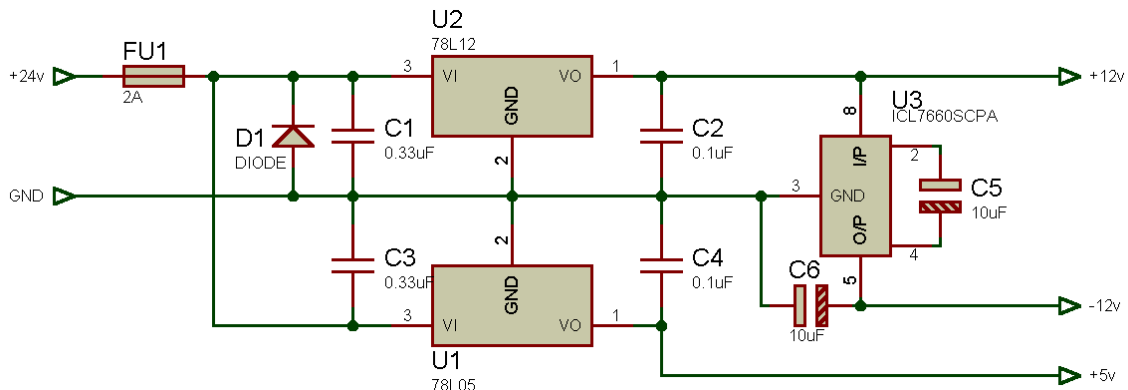 U2
78L12
FU1
+24v
2A
3
VI
VO
1
+12v
GND
2
D1
DIODE
C1
0.33uF
C2
0.1uF
U3
ICL7660SCPA
8
I/P
2
GND
3
GND
C5
10uF
O/P
4
5
2
GND
C3
0.33uF
C4
0.1uF
C6
10uF
-12v
3
VI
VO
1
U1
78L05
+5v